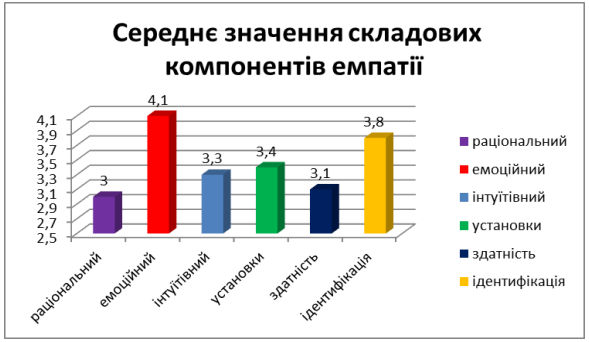 Середнє значення складових
компонентів емпатії
4,1
3,9
3,7
3,5
3,3
3,1
2,9
2,7
2,5
3
4,1
3,3
3,4
3,1
3,8
раціональний
емоційний
інтуїтівний
установки
здатність
ідентифікація
раціональний
емоційний
інтуїтівний
установки
здатність
ідентифікація